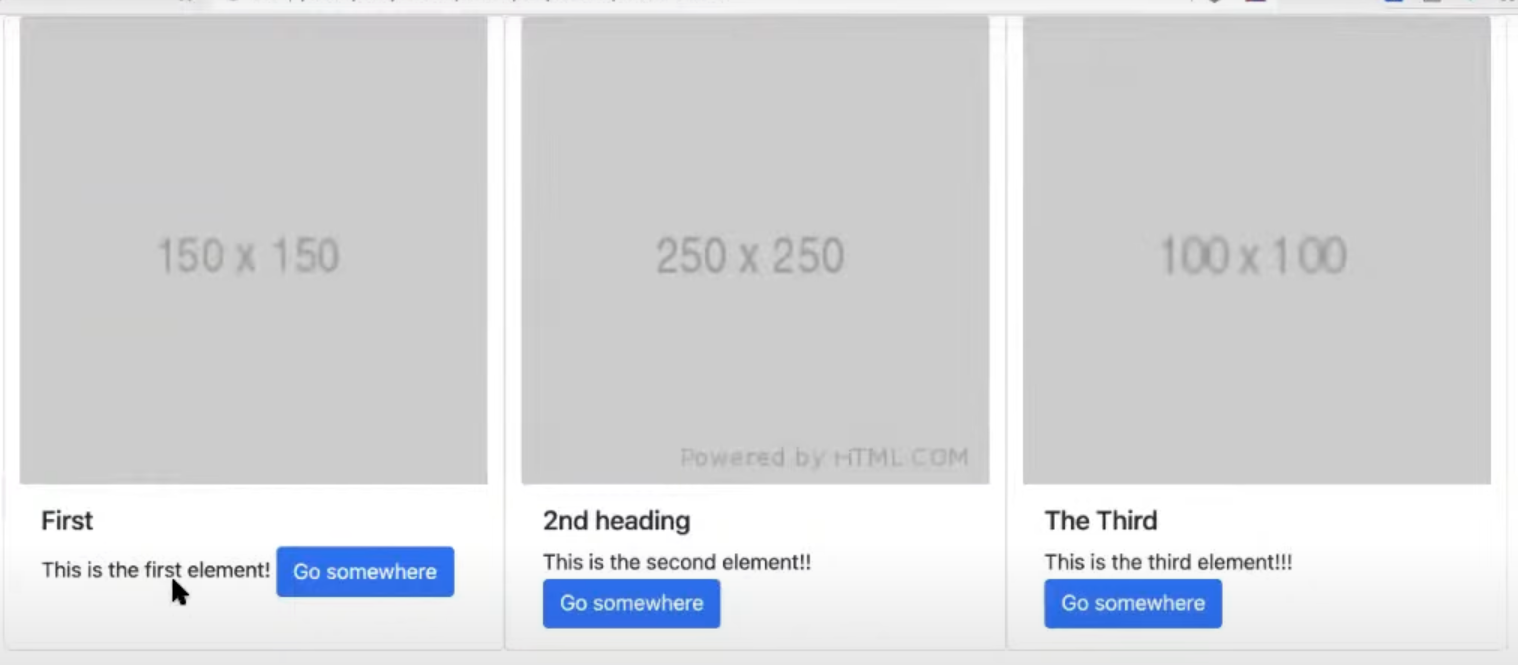 150 x 150
250 x 250
100 x 100
Powered by HTML.COM
First
2nd heading
The Third
This is the first element! Go somewhere
This is the second element!!
Go somewhere
This is the third element!!!
Go somewhere